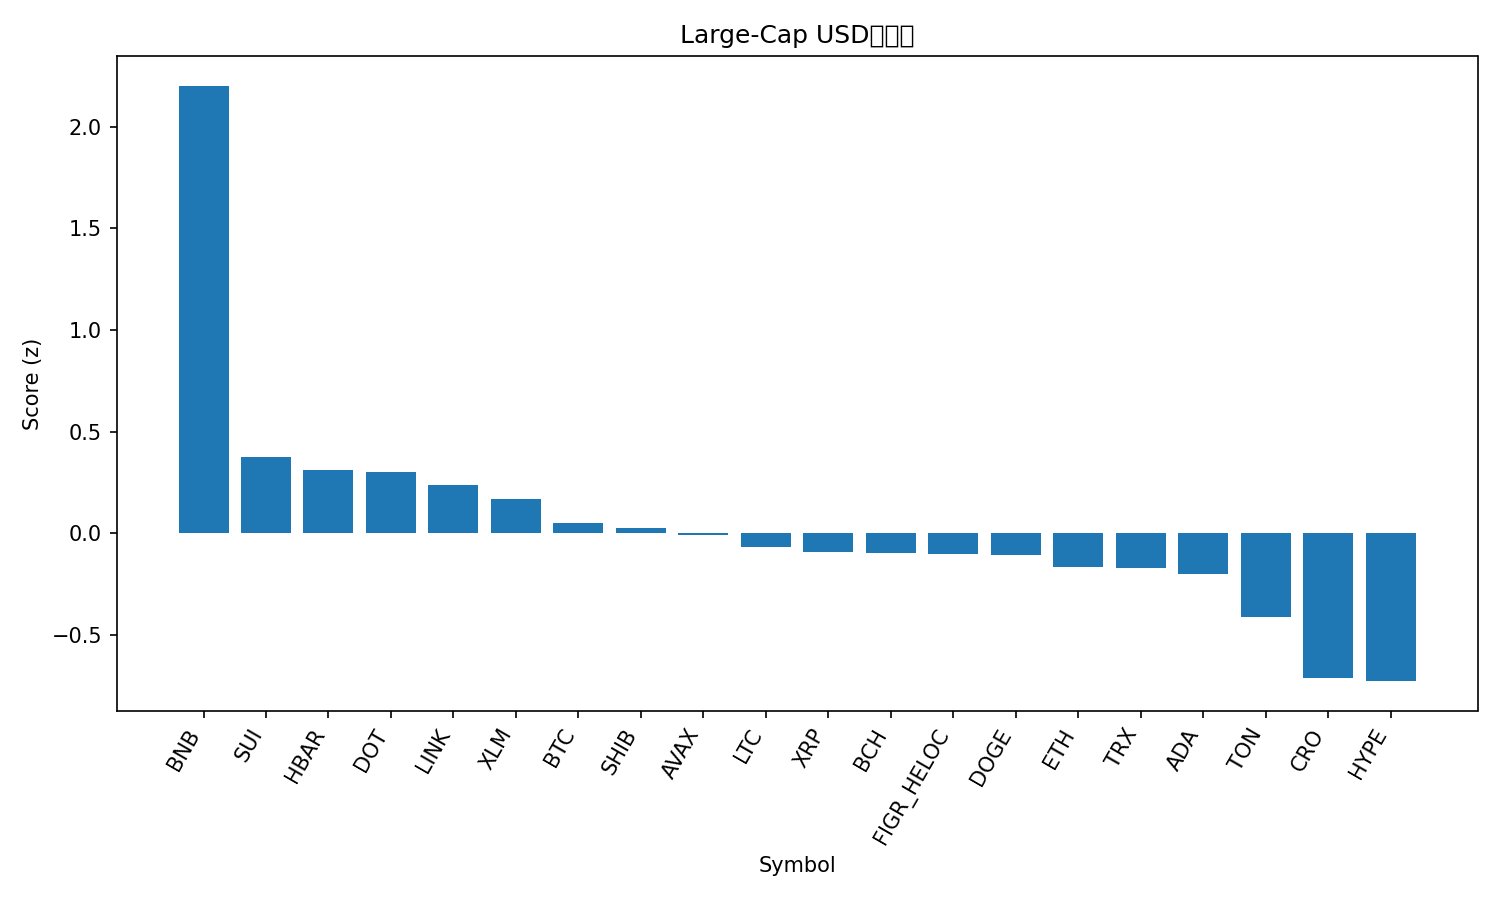 Large-Cap USD
Score (z)
2.0
1.5
1.0
0.5
0.0
−0.5
BNB
SUI
HBAR
DOT
LINK
XLM
BTC
SHIB
AVAX
LTC
XRP
BCH
FIGR_HELOC
DOGE
ETH
TRX
ADA
TON
CRO
HYPE
Symbol